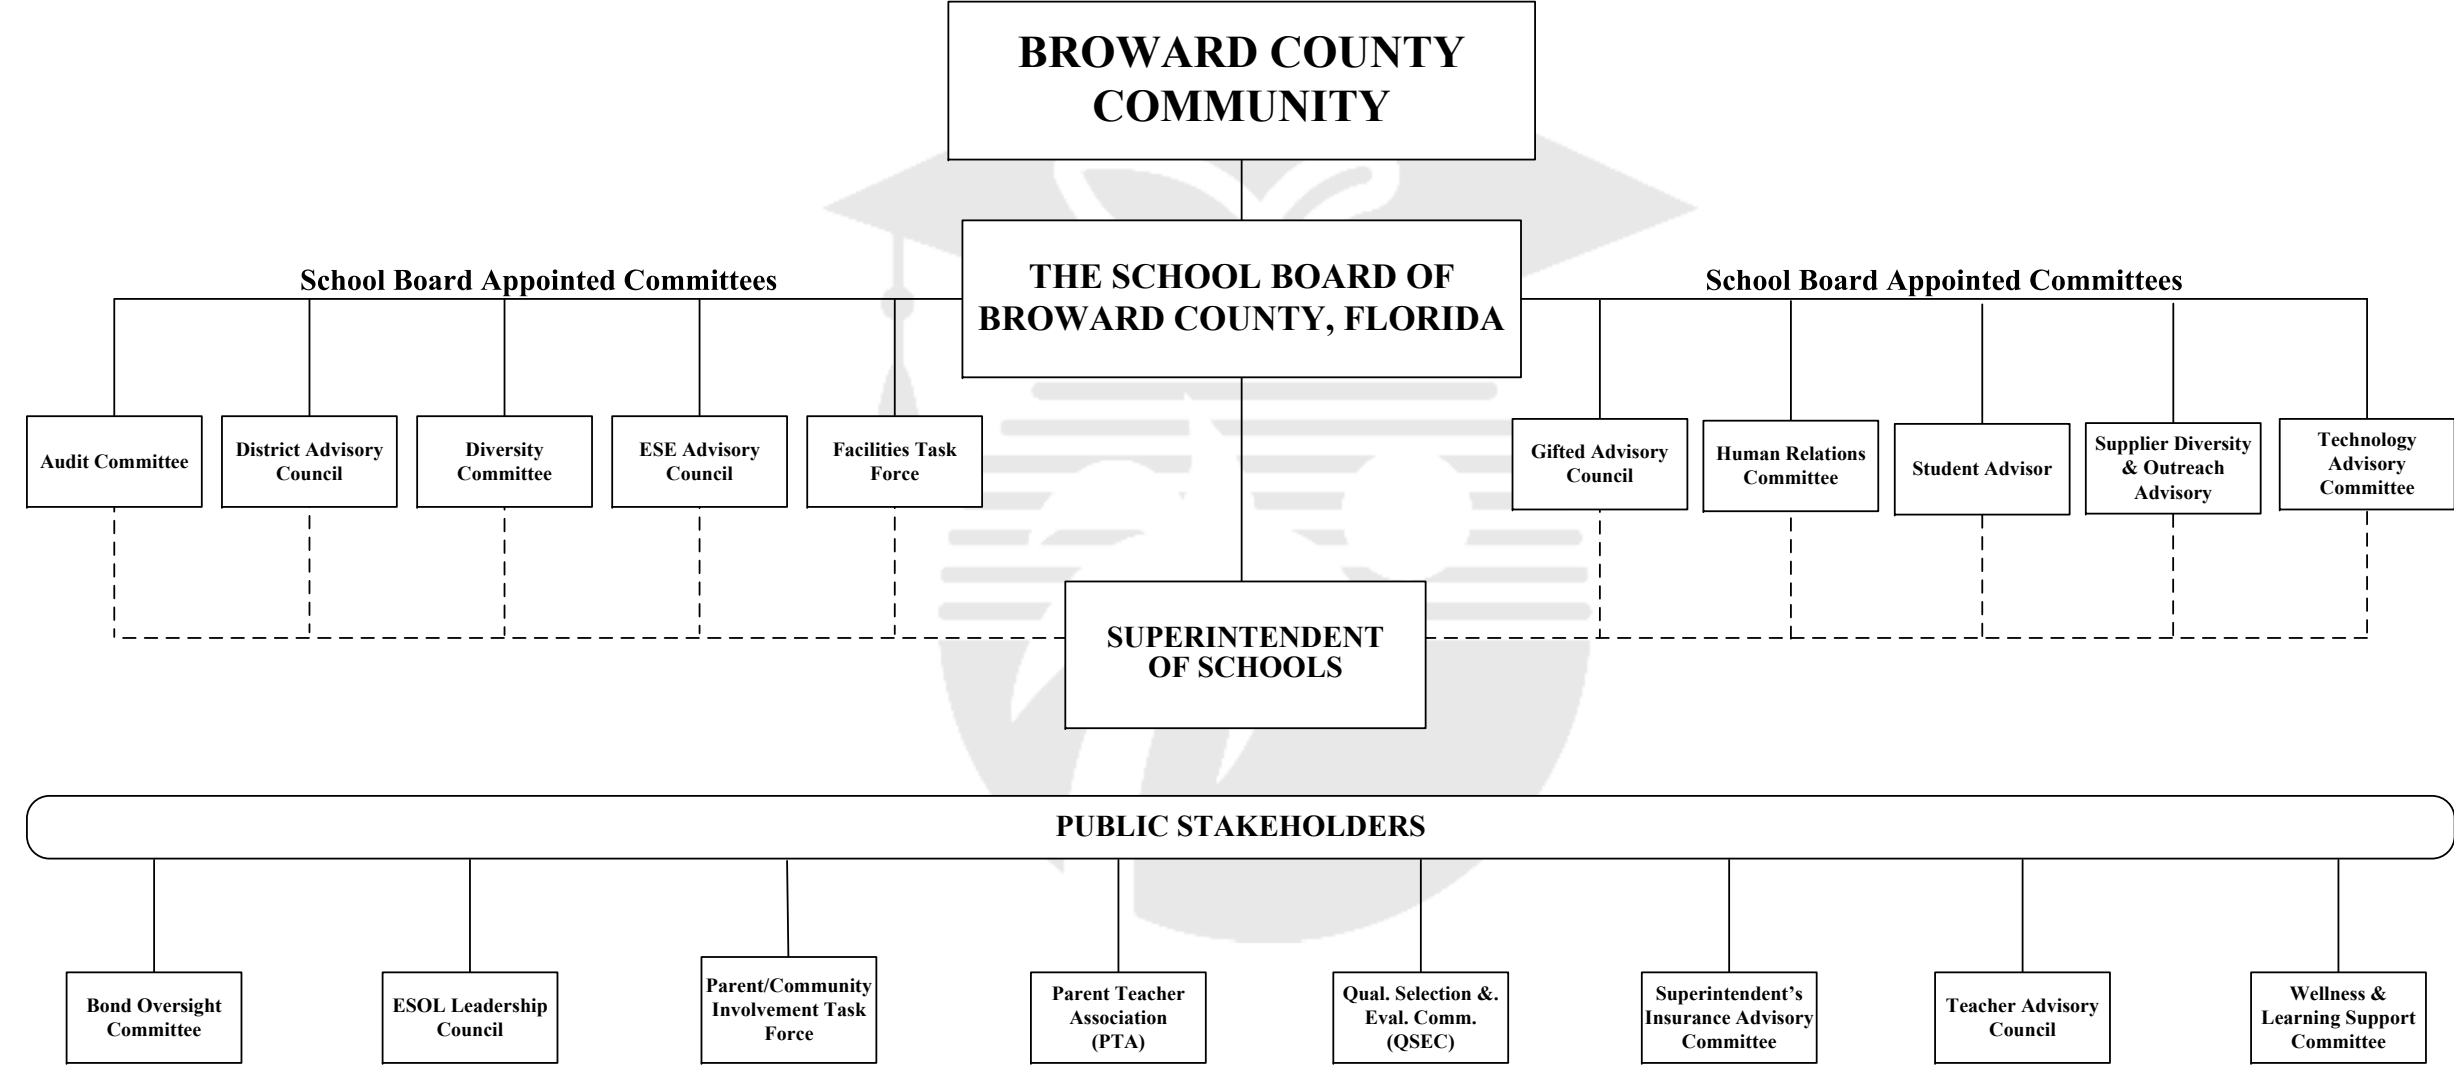 BROWARD COUNTY
COMMUNITY
THE SCHOOL BOARD OF
BROWARD COUNTY, FLORIDA
School Board Appointed Committees
School Board Appointed Committees
Audit Committee
District Advisory
Council
Diversity
Committee
ESE Advisory
Council
Facilities Task
Force
Gifted Advisory
Council
Human Relations
Committee
Student Advisor
Supplier Diversity
& Outreach
Advisory
Technology
Advisory
Committee
SUPERINTENDENT
OF SCHOOLS
PUBLIC STAKEHOLDERS
Bond Oversight
Committee
ESOL Leadership
Council
Parent/Community
Involvement Task
Force
Parent Teacher
Association
(PTA)
Qual. Selection &.
Eval. Comm.
(QSEC)
Superintendent’s
Insurance Advisory
Committee
Teacher Advisory
Council
Wellness &
Learning Support
Committee